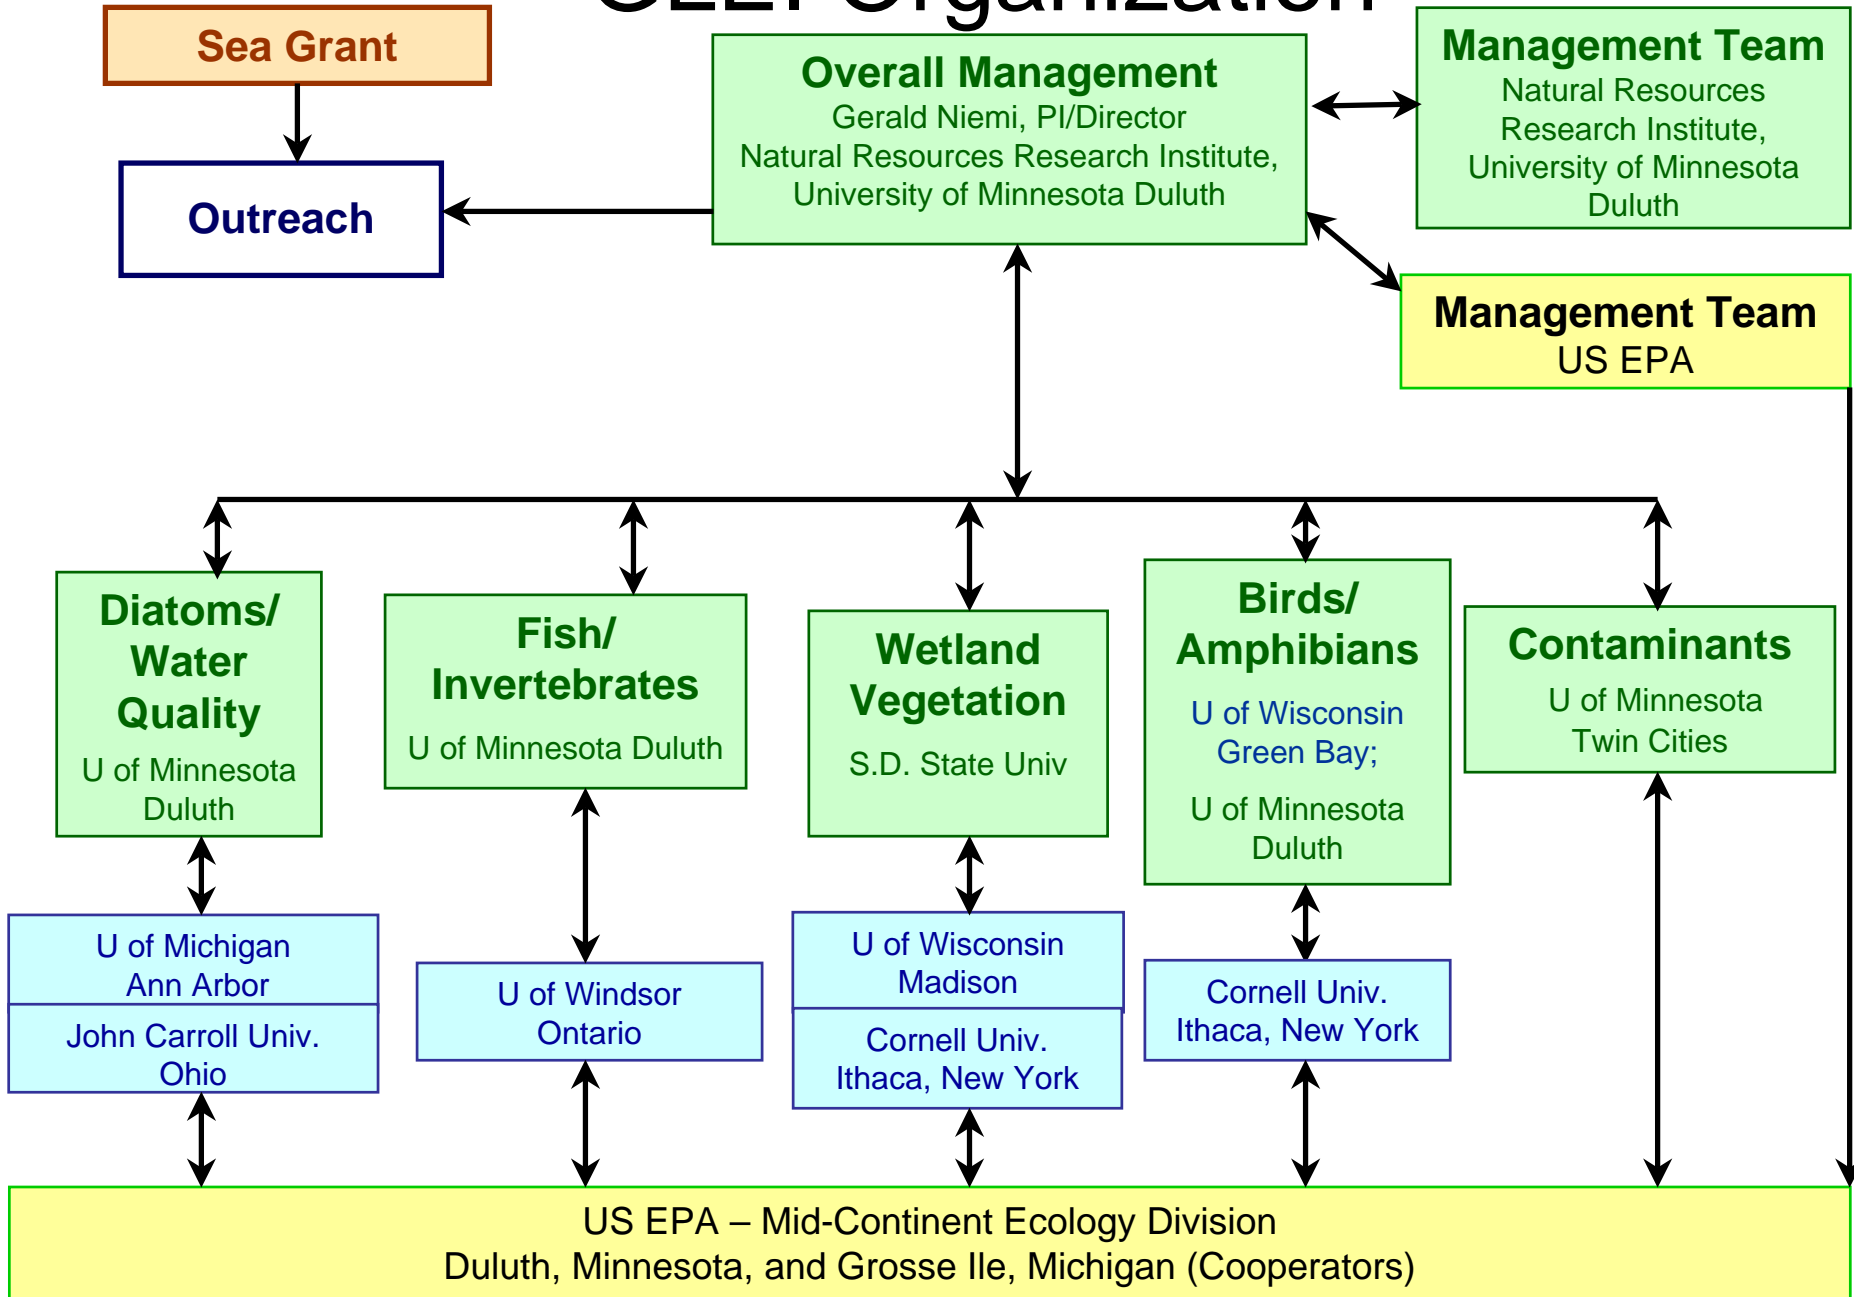 Organization
Sea Grant
Outreach
Overall Management
Gerald Niemi, PI/Director
Natural Resources Research Institute,
University of Minnesota Duluth
Management Team
Natural Resources
Research Institute,
University of Minnesota
Duluth
Management Team
US EPA
Diatoms/
Water
Quality
U of Minnesota
Duluth
Fish/
Invertebrates
U of Minnesota Duluth
Wetland
Vegetation
S.D. State Univ
Birds/
Amphibians
U of Wisconsin
Green Bay;
U of Minnesota
Duluth
Contaminants
U of Minnesota
Twin Cities
U of Michigan
Ann Arbor
John Carroll Univ.
Ohio
U of Windsor
Ontario
U of Wisconsin
Madison
Cornell Univ.
Ithaca, New York
Cornell Univ.
Ithaca, New York
US EPA – Mid-Continent Ecology Division
Duluth, Minnesota, and Grosse Ile, Michigan (Cooperators)